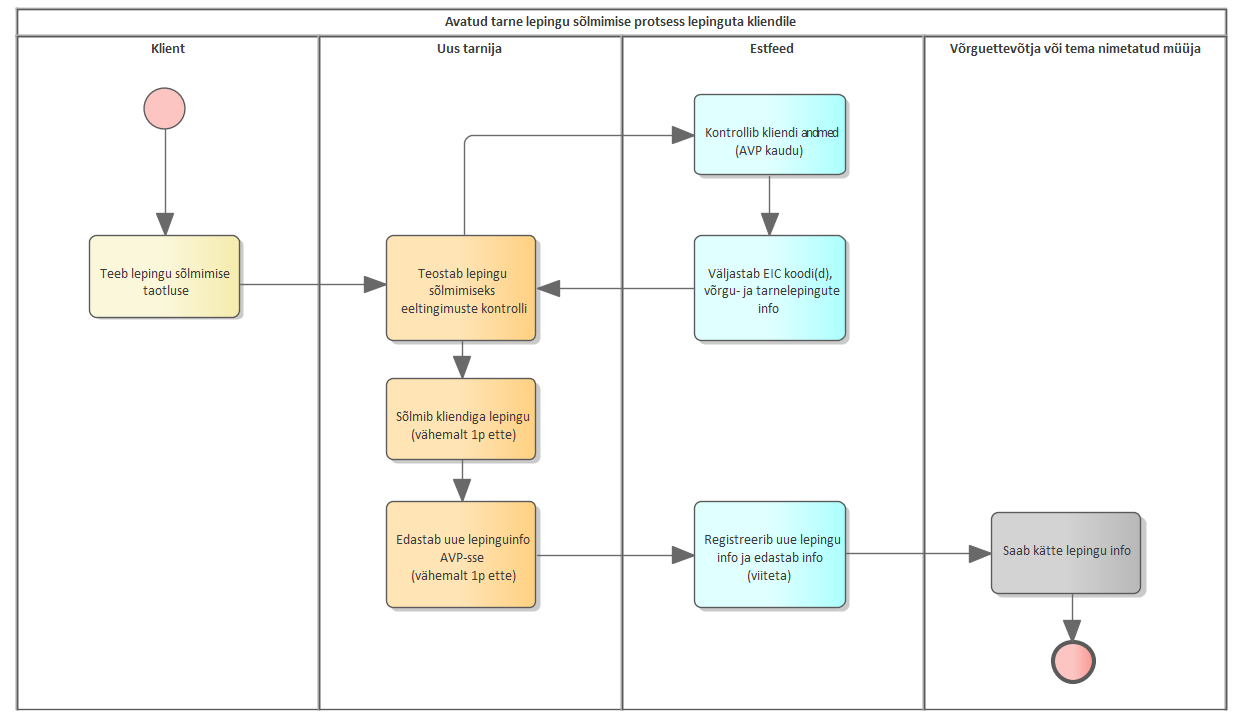 Avatud tarne lepingu sõlmimise protsess lepinguta kliendile
Klient
Uus tarnija
Estfeed
Võrguettevõtja või tema nimetatud müüja
Kontrollib kliendi andmed
(AVP kaudu)
Teeb lepingu sõlmimise
taotluse
Teostab lepingu
sõlmimiseks
eeltingimuste kontrolli
Väljastab EIC koodi(d),
võrgu- ja tarnelepingute
info
Sõlmib kliendiga lepingu
(vähemalt 1p ette)
Edastab uue lepinguinfo
AVP-sse
(vähemalt 1p ette)
Registreerib uue lepingu
info ja edastab info
(viiteta)
Saab kätte lepingu info